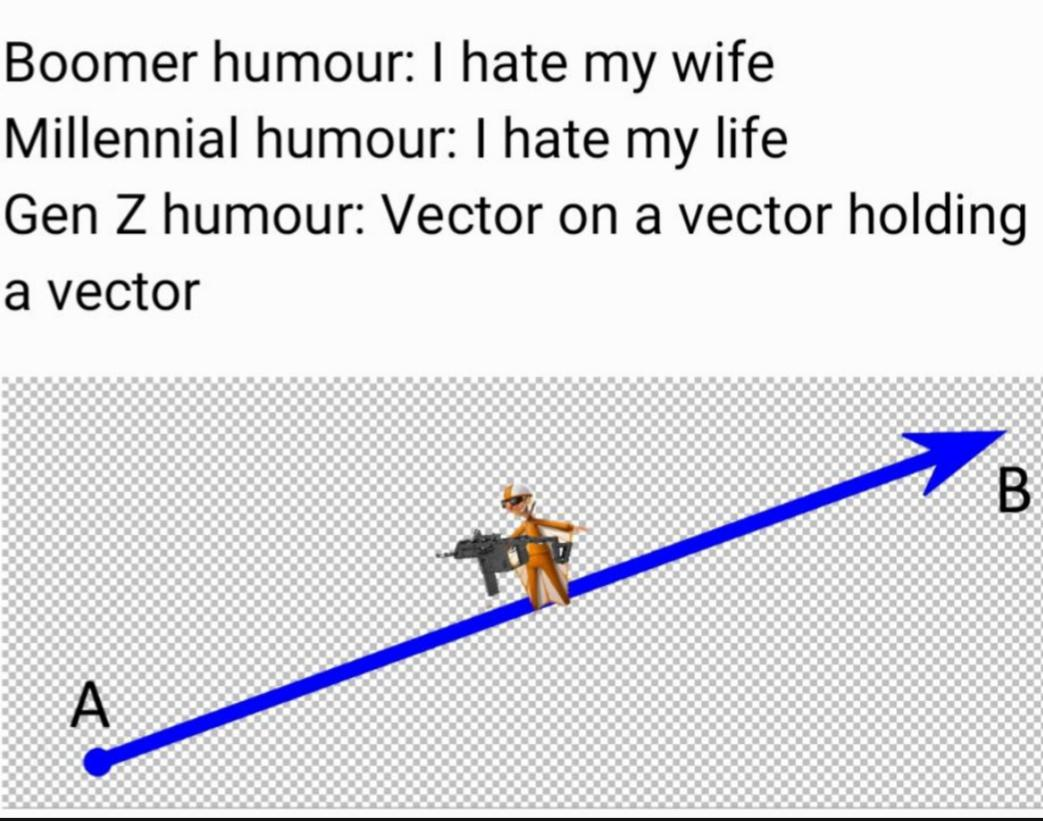 Boomer humour: I hate my wife
Millennial humour: I hate my life
Gen Z humour: Vector on a vector holding
a vector
B
A